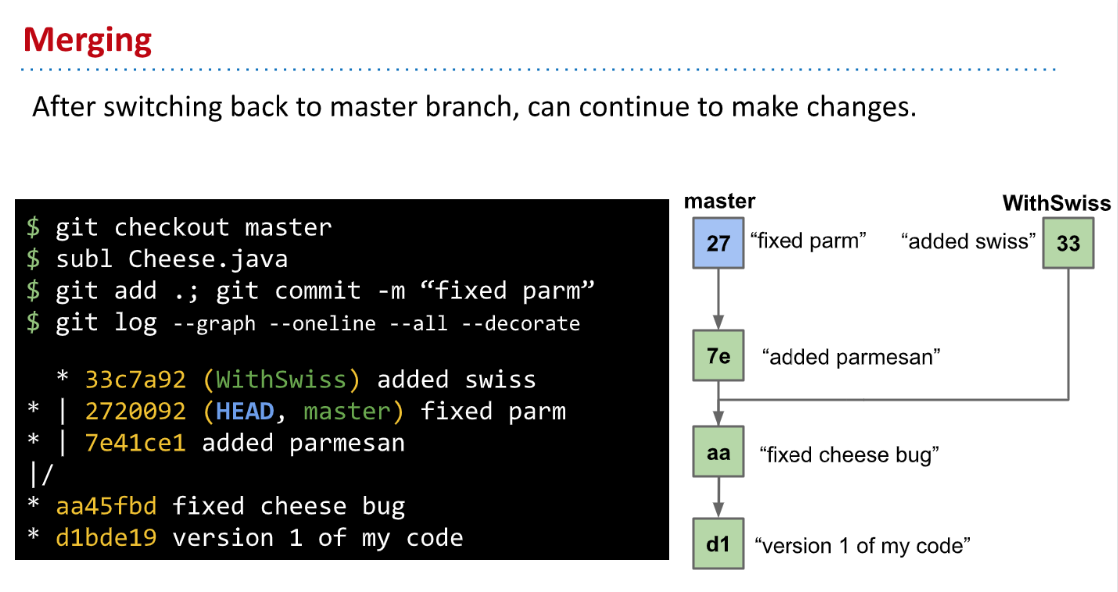 Merging
After switching back to master branch, can continue to make changes.
$ git checkout master
$ subl Cheese.java
$ git add .; git commit -m “fixed parm”
$ git log --graph --oneline --all --decorate
* 33c7a92 (WithSwiss) added swiss
* | 2720092 (HEAD, master) fixed parm
* | 7e41ce1 added parmesan
|/
* aa45fbd fixed cheese bug
* d1bde19 version 1 of my code
master
WithSwiss
27 “fixed parm”
“added swiss” 33
7e “added parmesan”
aa “fixed cheese bug”
d1 “version 1 of my code”